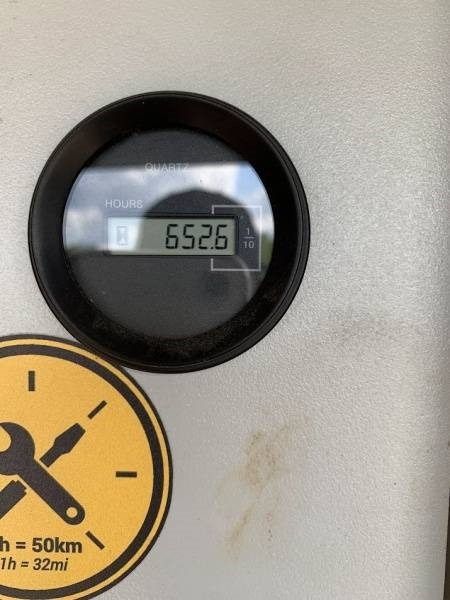 QUARTZ
HOURS
652.6
1
10
h = 50km
1h = 32mi